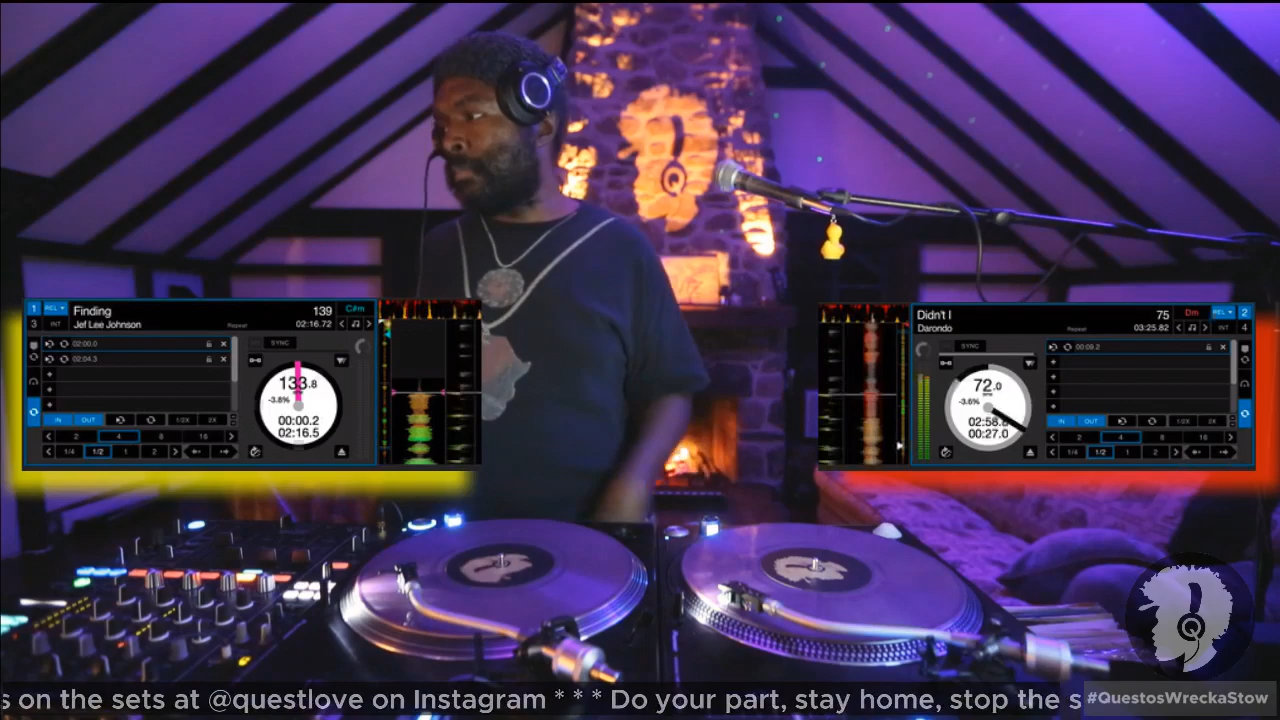 1 REL Finding 139 C#m
3 INT Jef Lee Johnson Repeat 02:16.72
02:00.0
02:04.3
SYNC
133.8
-3.8%
00:00.2
02:16.5
IN OUT 1/2X 2X
2 4 8 16
1/4 1/2 1 2
Didn't I 75 Dm REL 2
Darondo Repeat 03:25.82 INT 4
SYNC
00:09.2
72.0
BPM
-3.6%
02:58.
00:27.0
IN OUT 1/2X 2X
2 4 8 16
1/4 1/2 1 2
Q
Q
s on the sets at @questlove on Instagram * * * Do your part, stay home, stop the s
#QuestosWreckaStow